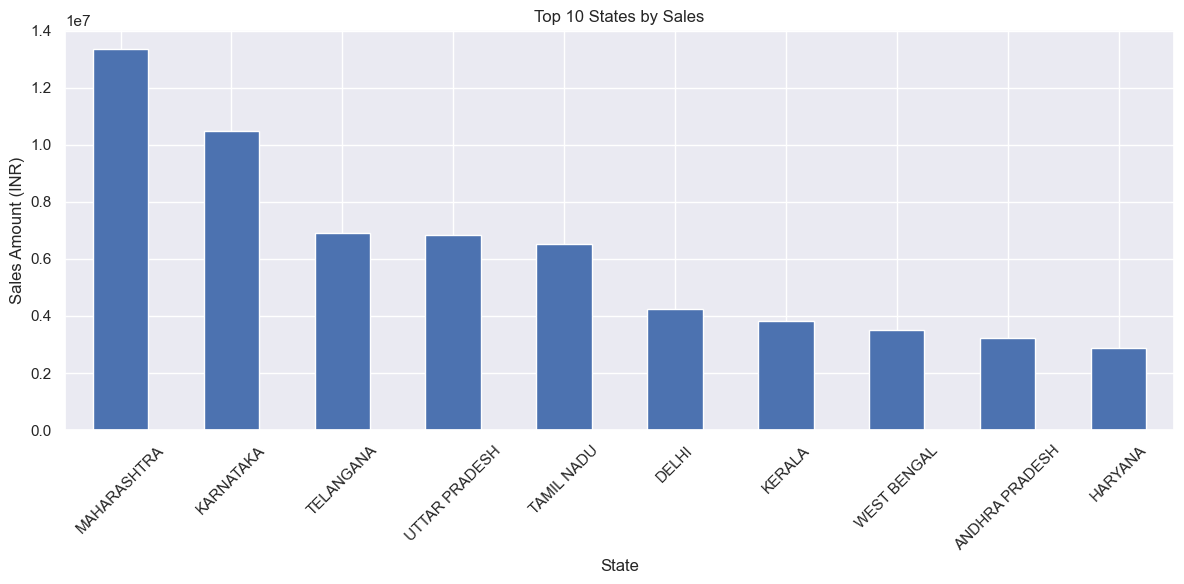 Top 10 States by Sales
1e7
1.4
1.2
1.0
0.8
0.6
0.4
0.2
0.0
Sales Amount (INR)
MAHARASHTRA
KARNATAKA
TELANGANA
UTTAR PRADESH
TAMIL NADU
DELHI
KERALA
WEST BENGAL
ANDHRA PRADESH
HARYANA
State